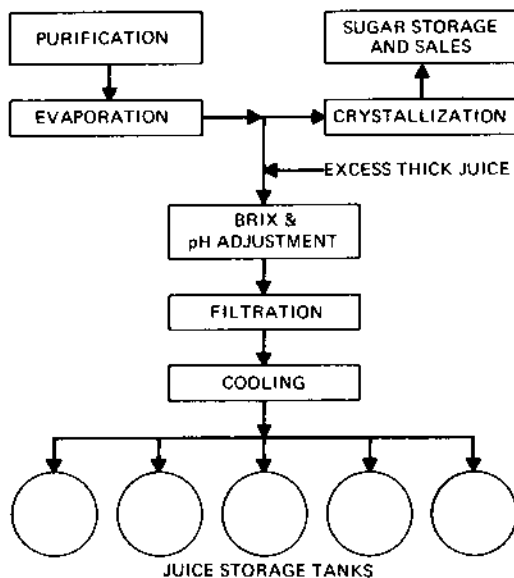 PURIFICATION
SUGAR STORAGE
AND SALES
EVAPORATION
CRYSTALLIZATION
EXCESS THICK JUICE
BRIX &
pH ADJUSTMENT
FILTRATION
COOLING
JUICE STORAGE TANKS